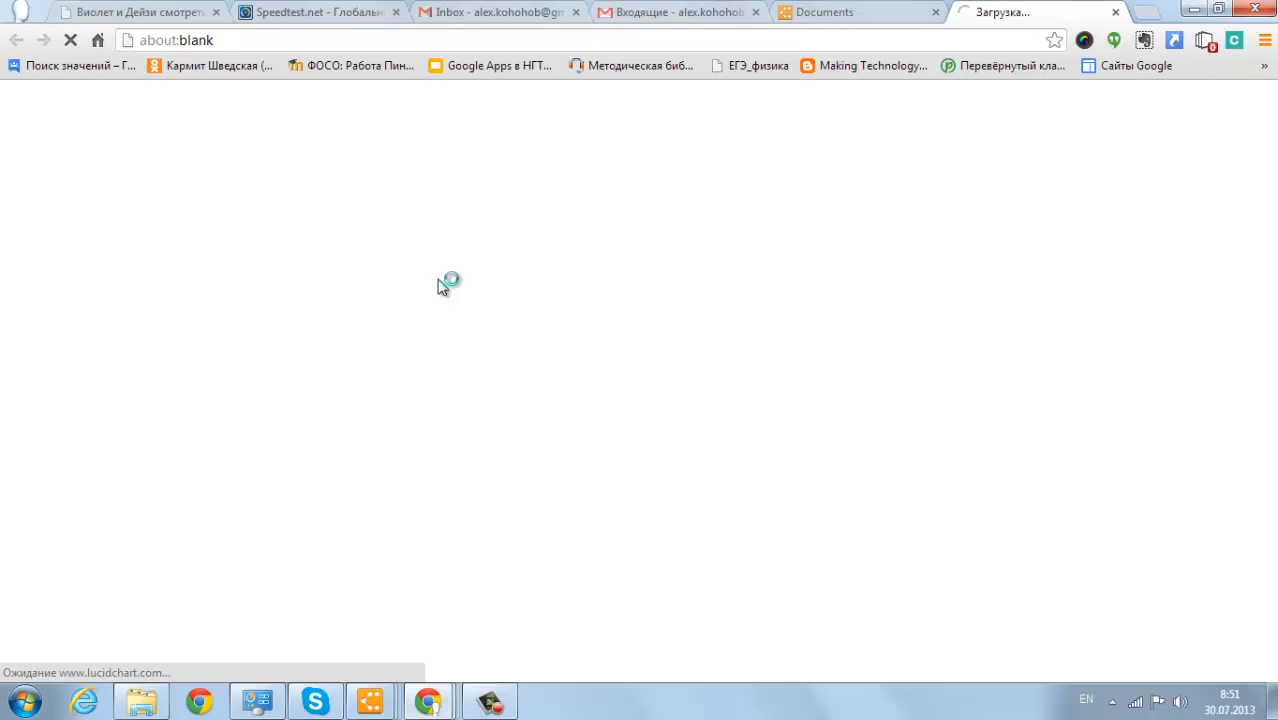 Виолет и Дейзи смотреть
Speedtest.net - Глобальн
Inbox - alex.kohohob@gm
Входящие - alex.kohohob
Documents
Загрузка...
about:blank
Поиск значений – Г...
Кармит Шведская (...
ФОСО: Работа Пин...
Google Apps в НГТ...
Методическая биб...
ЕГЭ_физика
Making Technology...
Перевёрнутый кла...
0
C
Сайты Google
»
Ожидание www.lucidchart.com...
EN
8:51
30.07.2013